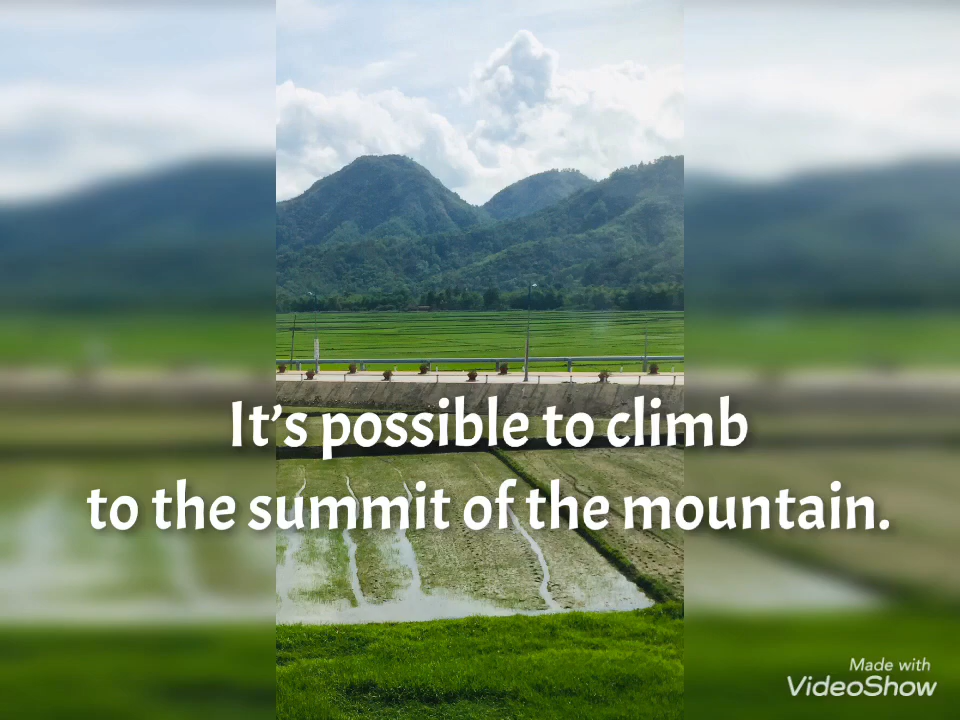 It's possible to climb
to the summit of the mountain.
Made with
VideoShow